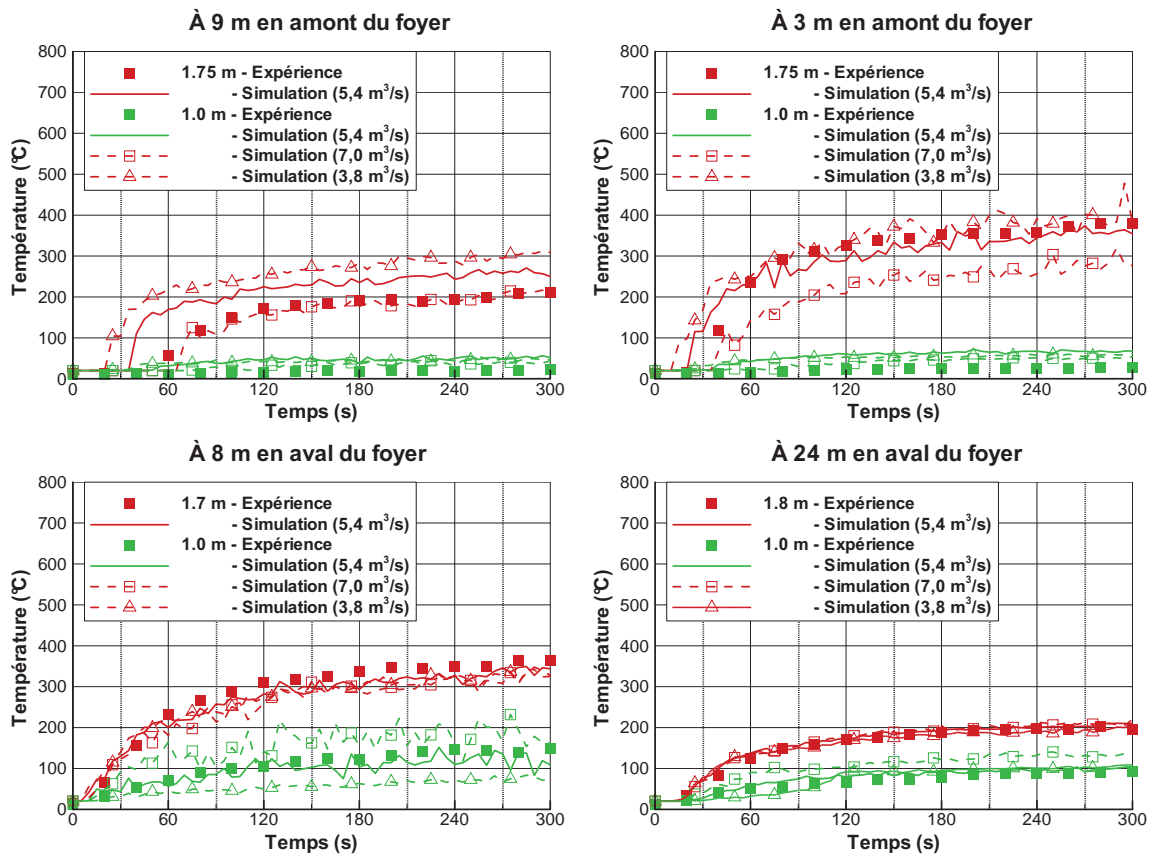 À 9 m en amont du foyer
Température (°C)
800
700
600
500
400
300
200
100
0
1.75 m - Expérience
- Simulation (5,4 m³/s)
1.0 m - Expérience
- Simulation (5,4 m³/s)
- Simulation (7,0 m³/s)
- Simulation (3,8 m³/s)
0 60 120 180 240 300
Temps (s)
À 3 m en amont du foyer
Température (°C)
800
700
600
500
400
300
200
100
0
1.75 m - Expérience
- Simulation (5,4 m³/s)
1.0 m - Expérience
- Simulation (5,4 m³/s)
- Simulation (7,0 m³/s)
- Simulation (3,8 m³/s)
0 60 120 180 240 300
Temps (s)
À 8 m en aval du foyer
Température (°C)
800
700
600
500
400
300
200
100
0
1.7 m - Expérience
- Simulation (5,4 m³/s)
1.0 m - Expérience
- Simulation (5,4 m³/s)
- Simulation (7,0 m³/s)
- Simulation (3,8 m³/s)
0 60 120 180 240 300
Temps (s)
À 24 m en aval du foyer
Température (°C)
800
700
600
500
400
300
200
100
0
1.8 m - Expérience
- Simulation (5,4 m³/s)
1.0 m - Expérience
- Simulation (5,4 m³/s)
- Simulation (7,0 m³/s)
- Simulation (3,8 m³/s)
0 60 120 180 240 300
Temps (s)